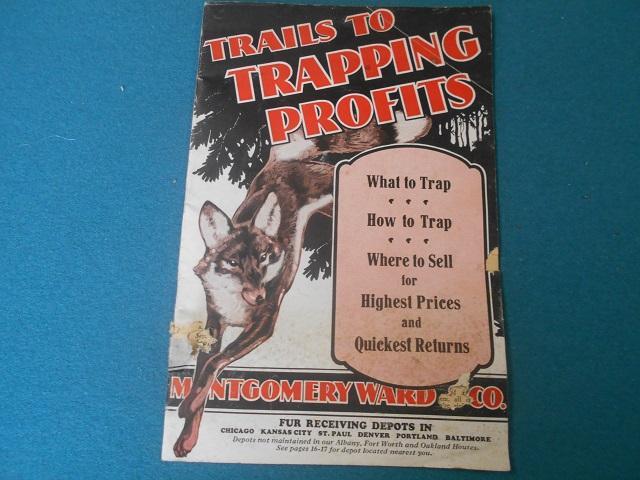 TRAILS TO
TRAPPING
PROFITS
What to Trap
How to Trap
Where to Sell
for
Highest Prices
and
Quickest Returns
MONTGOMERY WARD & CO.
FUR RECEIVING DEPOTS IN
CHICAGO KANSAS CITY ST. PAUL DENVER PORTLAND BALTIMORE
Depots not maintained in our Albany, Fort Worth and Oakland Houses.
See pages 16-17 for depot located nearest you.